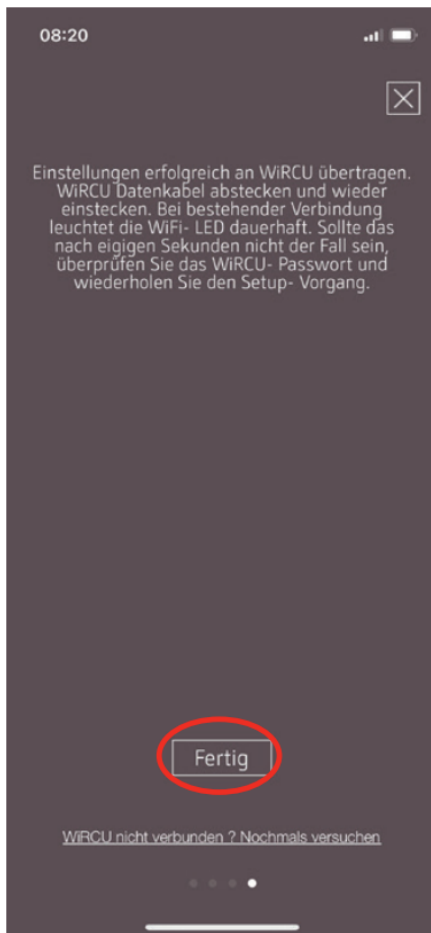 08:20
Einstellungen erfolgreich an WiRCU übertragen.
WiRCU Datenkabel abstecken und wieder
einstecken. Bei bestehender Verbindung
leuchtet die WiFi- LED dauerhaft. Sollte das
nach eigigen Sekunden nicht der Fall sein,
überprüfen Sie das WiRCU- Passwort und
wiederholen Sie den Setup- Vorgang.
Fertig
WiRCU nicht verbunden ? Nochmals versuchen